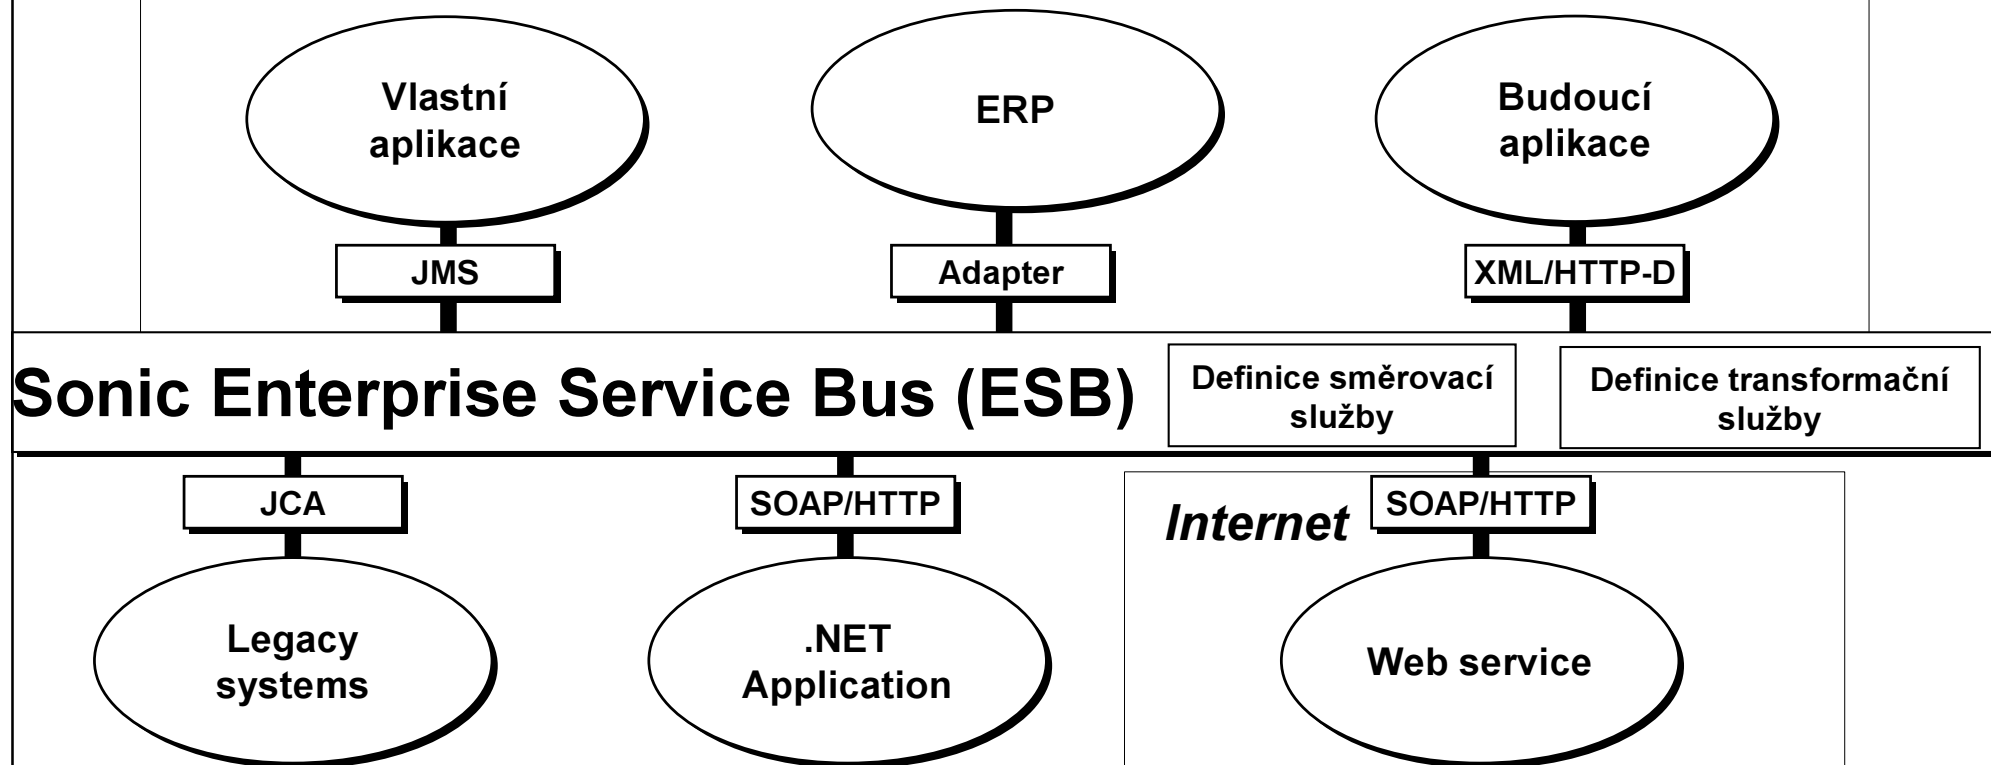 Vlastní
aplikace
ERP
Budoucí
aplikace
JMS
Adapter
XML/HTTP-D
Sonic Enterprise Service Bus (ESB)
Definice směrovací
služby
Definice transformační
služby
JCA
SOAP/HTTP
Internet
SOAP/HTTP
Legacy
systems
.NET
Application
Web service